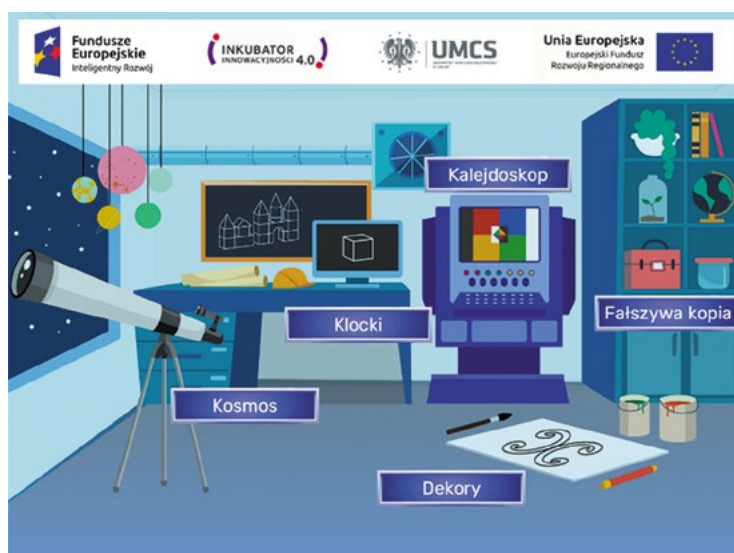 Fundusze
Europejskie
Inteligentny Rozwój
INKUBATOR
INNOWACYJNOŚCI 4.0
UMCS
Unia Europejska
Europejski Fundusz
Rozwoju Regionalnego
Kalejdoskop
Klocki
Fałszywa kopia
Kosmos
Dekory